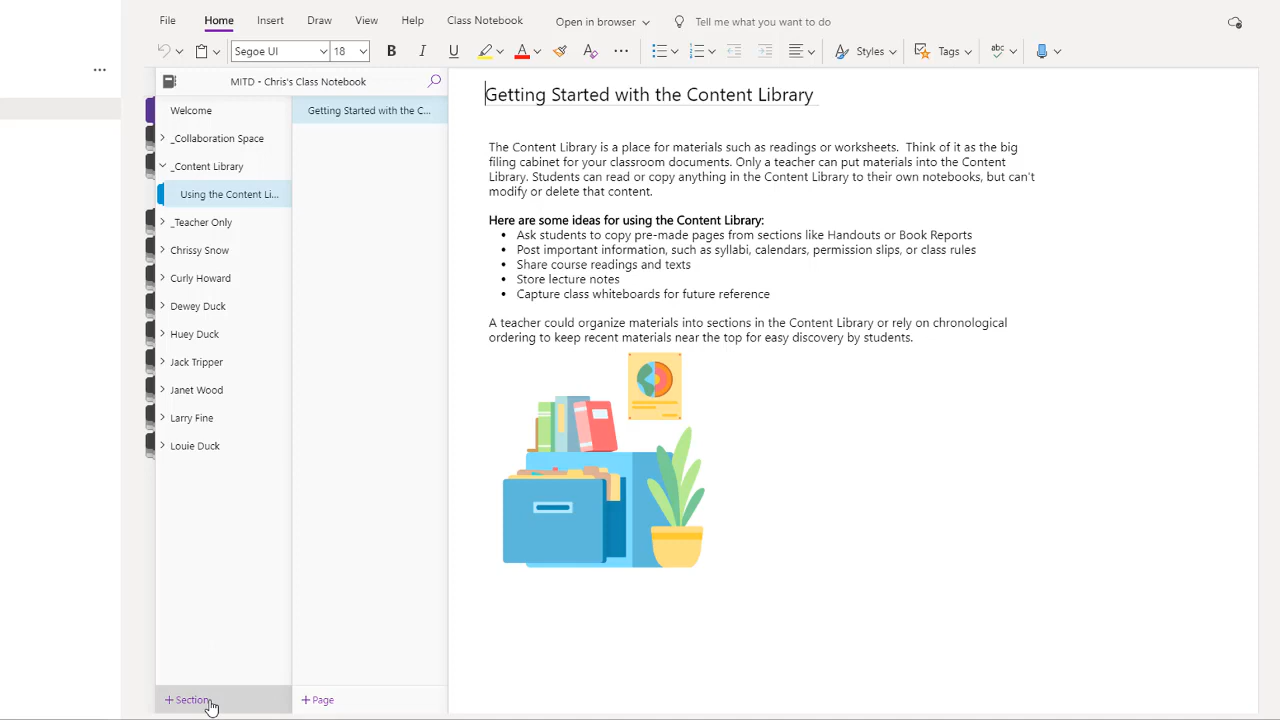 File Home Insert Draw View Help Class Notebook Open in browser Tell me what you want to do
Segoe UI 18 B I U A A Styles Tags abc
MITD - Chris's Class Notebook
Welcome
_Collaboration Space
_Content Library
Using the Content Li...
_Teacher Only
Chrissy Snow
Curly Howard
Dewey Duck
Huey Duck
Jack Tripper
Janet Wood
Larry Fine
Louie Duck
+ Section
Getting Started with the C...
+ Page
Getting Started with the Content Library
The Content Library is a place for materials such as readings or worksheets. Think of it as the big
filing cabinet for your classroom documents. Only a teacher can put materials into the Content
Library. Students can read or copy anything in the Content Library to their own notebooks, but can't
modify or delete that content.
Here are some ideas for using the Content Library:
• Ask students to copy pre-made pages from sections like Handouts or Book Reports
• Post important information, such as syllabi, calendars, permission slips, or class rules
• Share course readings and texts
• Store lecture notes
• Capture class whiteboards for future reference
A teacher could organize materials into sections in the Content Library or rely on chronological
ordering to keep recent materials near the top for easy discovery by students.